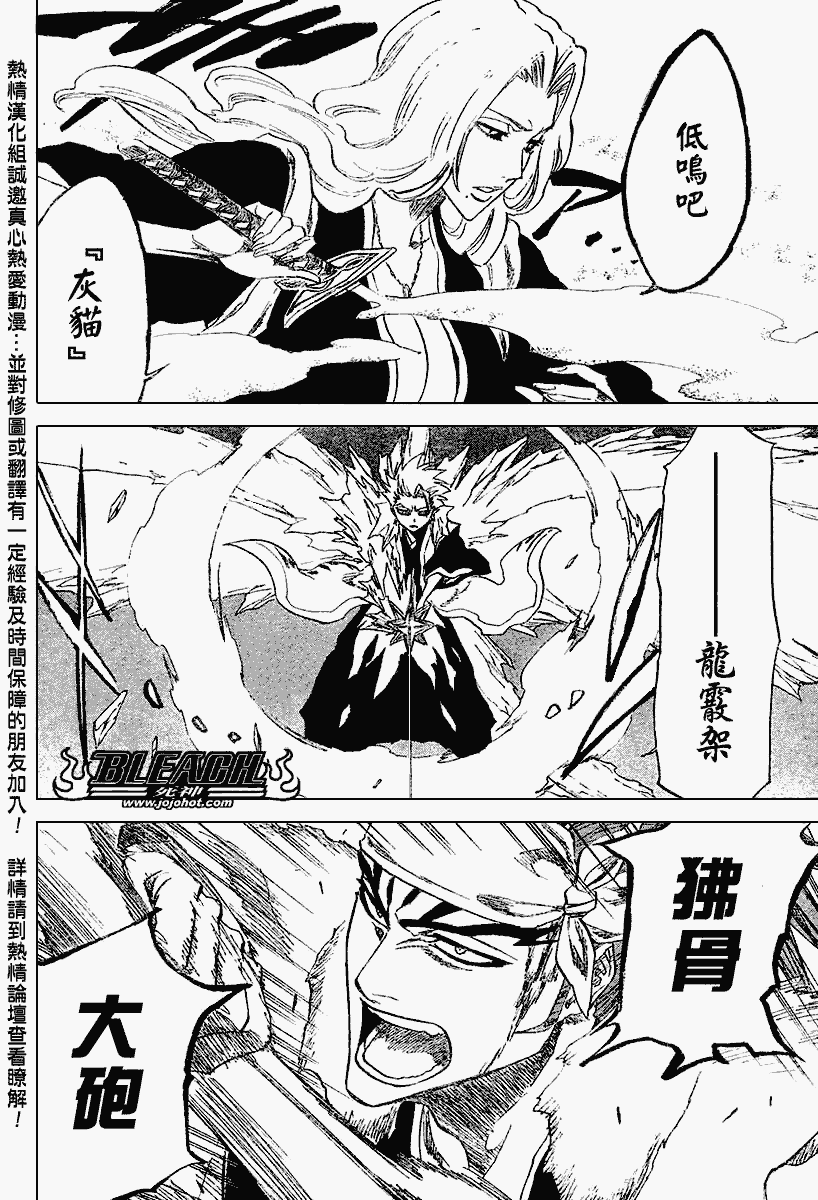 低鳴吧
『灰貓』
——龍霰架
BLEACH
死神
www.jojohot.com
狒骨
大砲
熱情漢化組誠邀真心熱愛動漫…並對修圖或翻譯有一定經驗及時間保障的朋友加入！ 詳情請到熱情論壇查看瞭解！